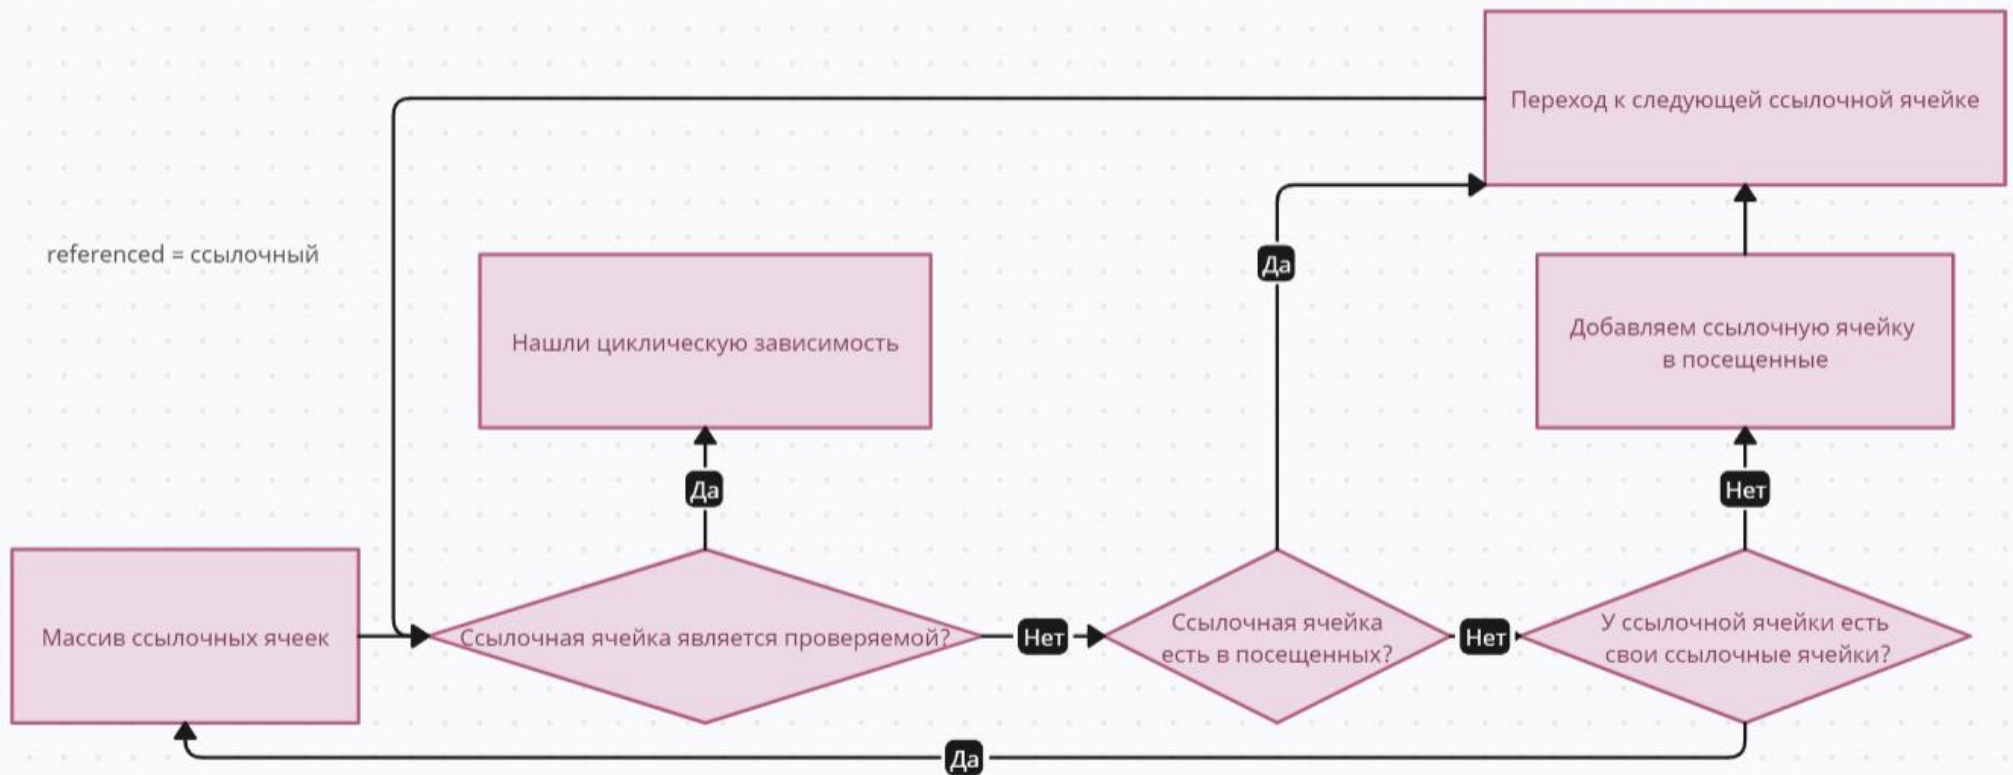 Переход к следующей ссылочной ячейке
referenced = ссылочный
Да
Нашли циклическую зависимость
Добавляем ссылочную ячейку
в посещенные
Да
Нет
Массив ссылочных ячеек
Ссылочная ячейка является проверяемой?
Нет
Ссылочная ячейка
есть в посещенных?
Нет
У ссылочной ячейки есть
свои ссылочные ячейки?
Да